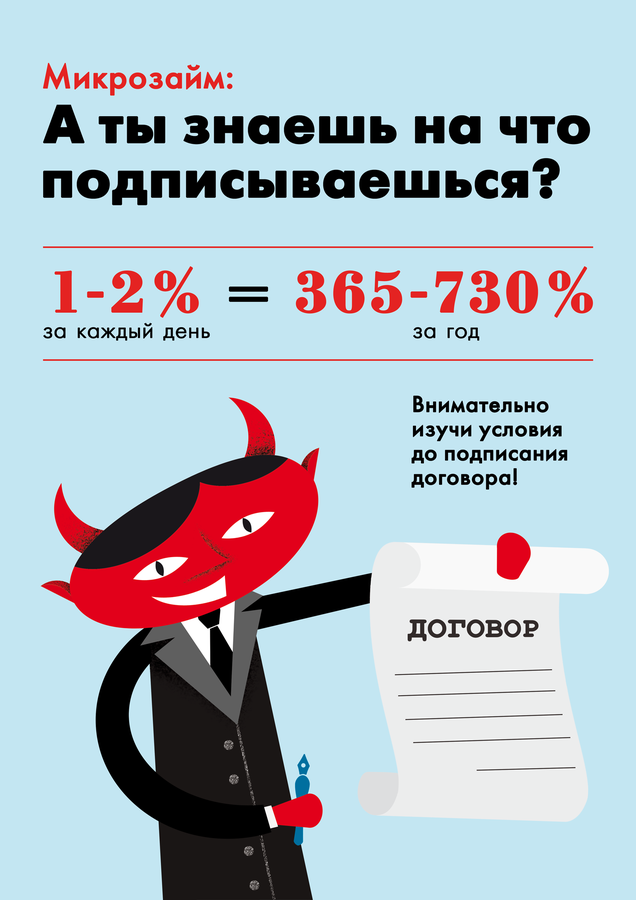 Микрозайм:
А ты знаешь на что
подписываешься?
1-2% = 365-730%
за каждый день за год
Внимательно
изучи условия
до подписания
договора!
ДОГОВОР